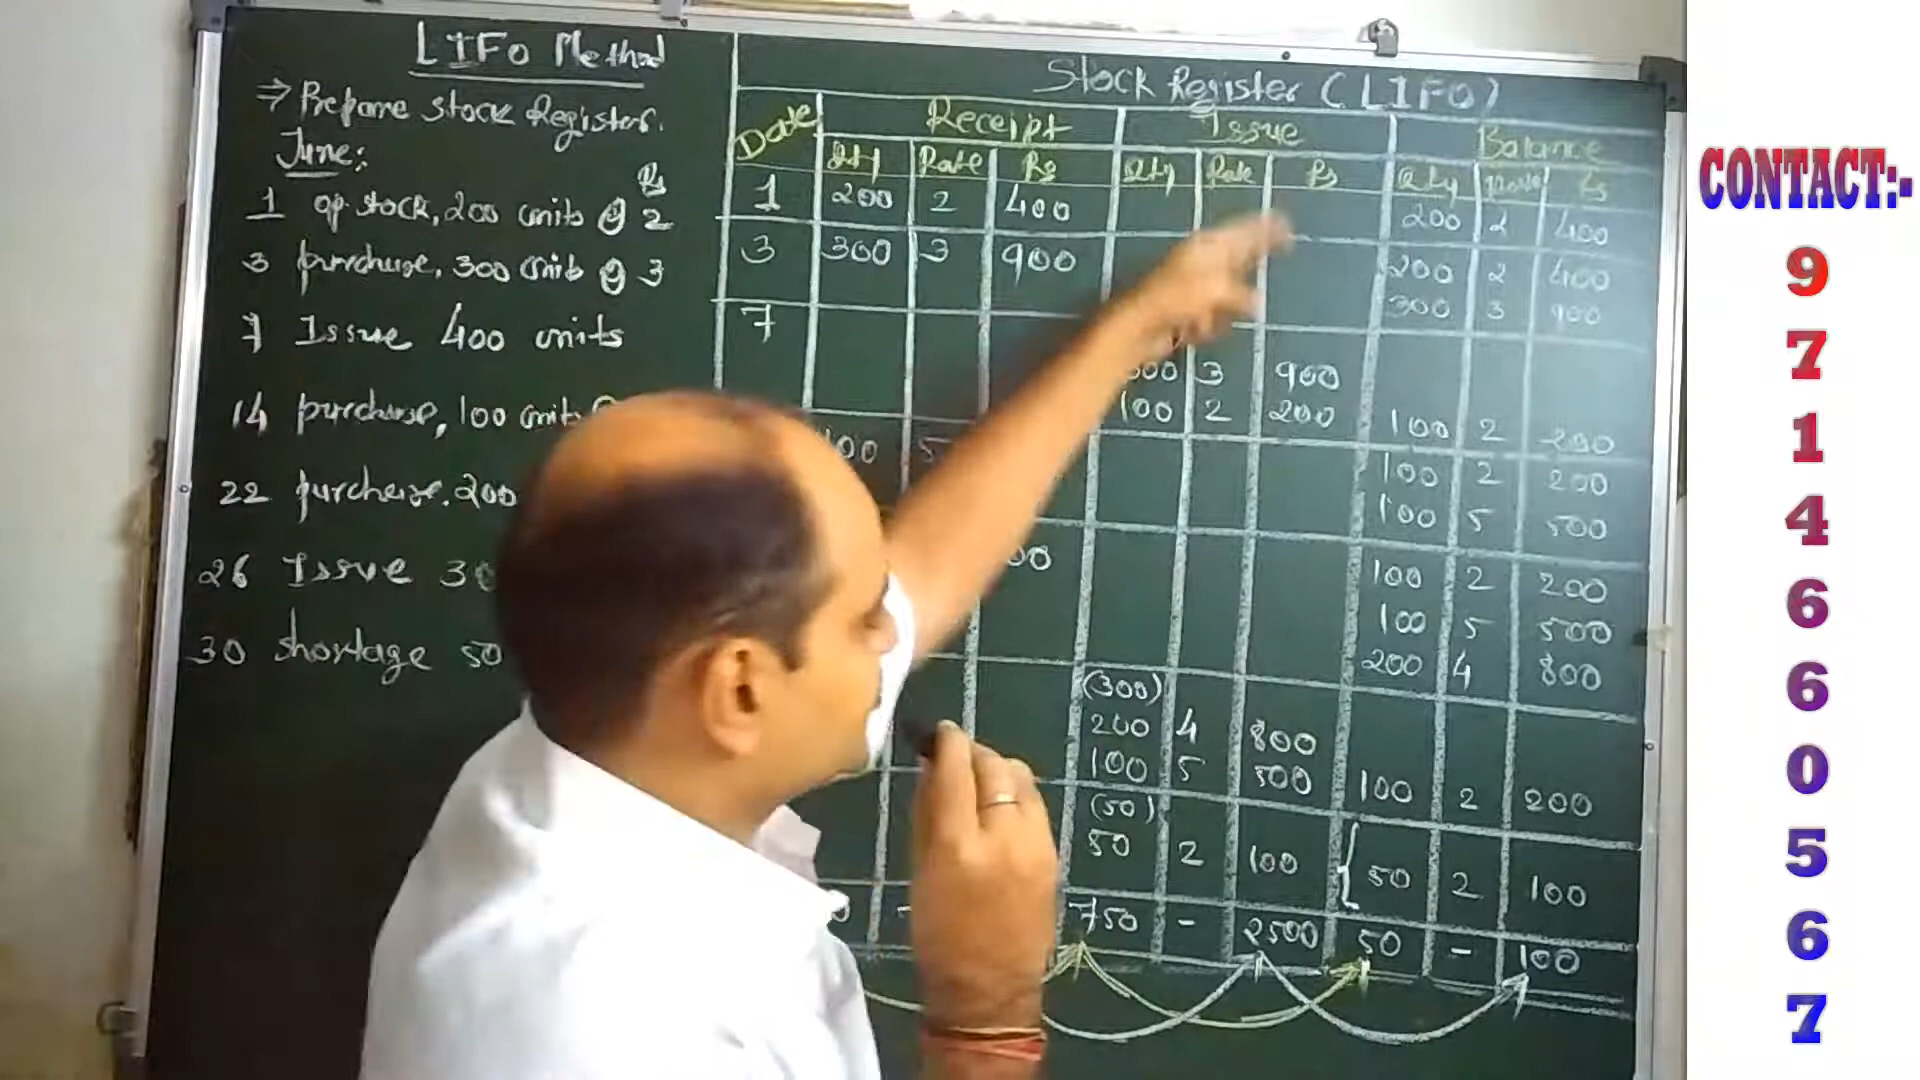 LIFO Method
⇒ Prepare stock Register.
June:
Rs
1 op. stock, 200 units @ 2
3 purchase, 300 units @ 3
7 Issue 400 units
14 purchase, 100 units
22 purchase. 200
26 Issue 30
30 shortage 50
Stock Register (LIFO)
Date Receipt Issue Balance
Qty Rate Rs Qty Rate Rs Qty Rate Rs
1 200 2 400 200 2 400
3 300 3 900 200 2 400
300 3 900
7
300 3 900
100 2 200 100 2 200
100 5 100 2 200
100 5 500
00 100 2 200
100 5 500
200 4 800
(300)
200 4 800
100 5 500 100 2 200
(50)
50 2 100 { 50 2 100
0 - 750 - 2500 50 - 100
CONTACT:-
9
7
1
4
6
6
0
5
6
7